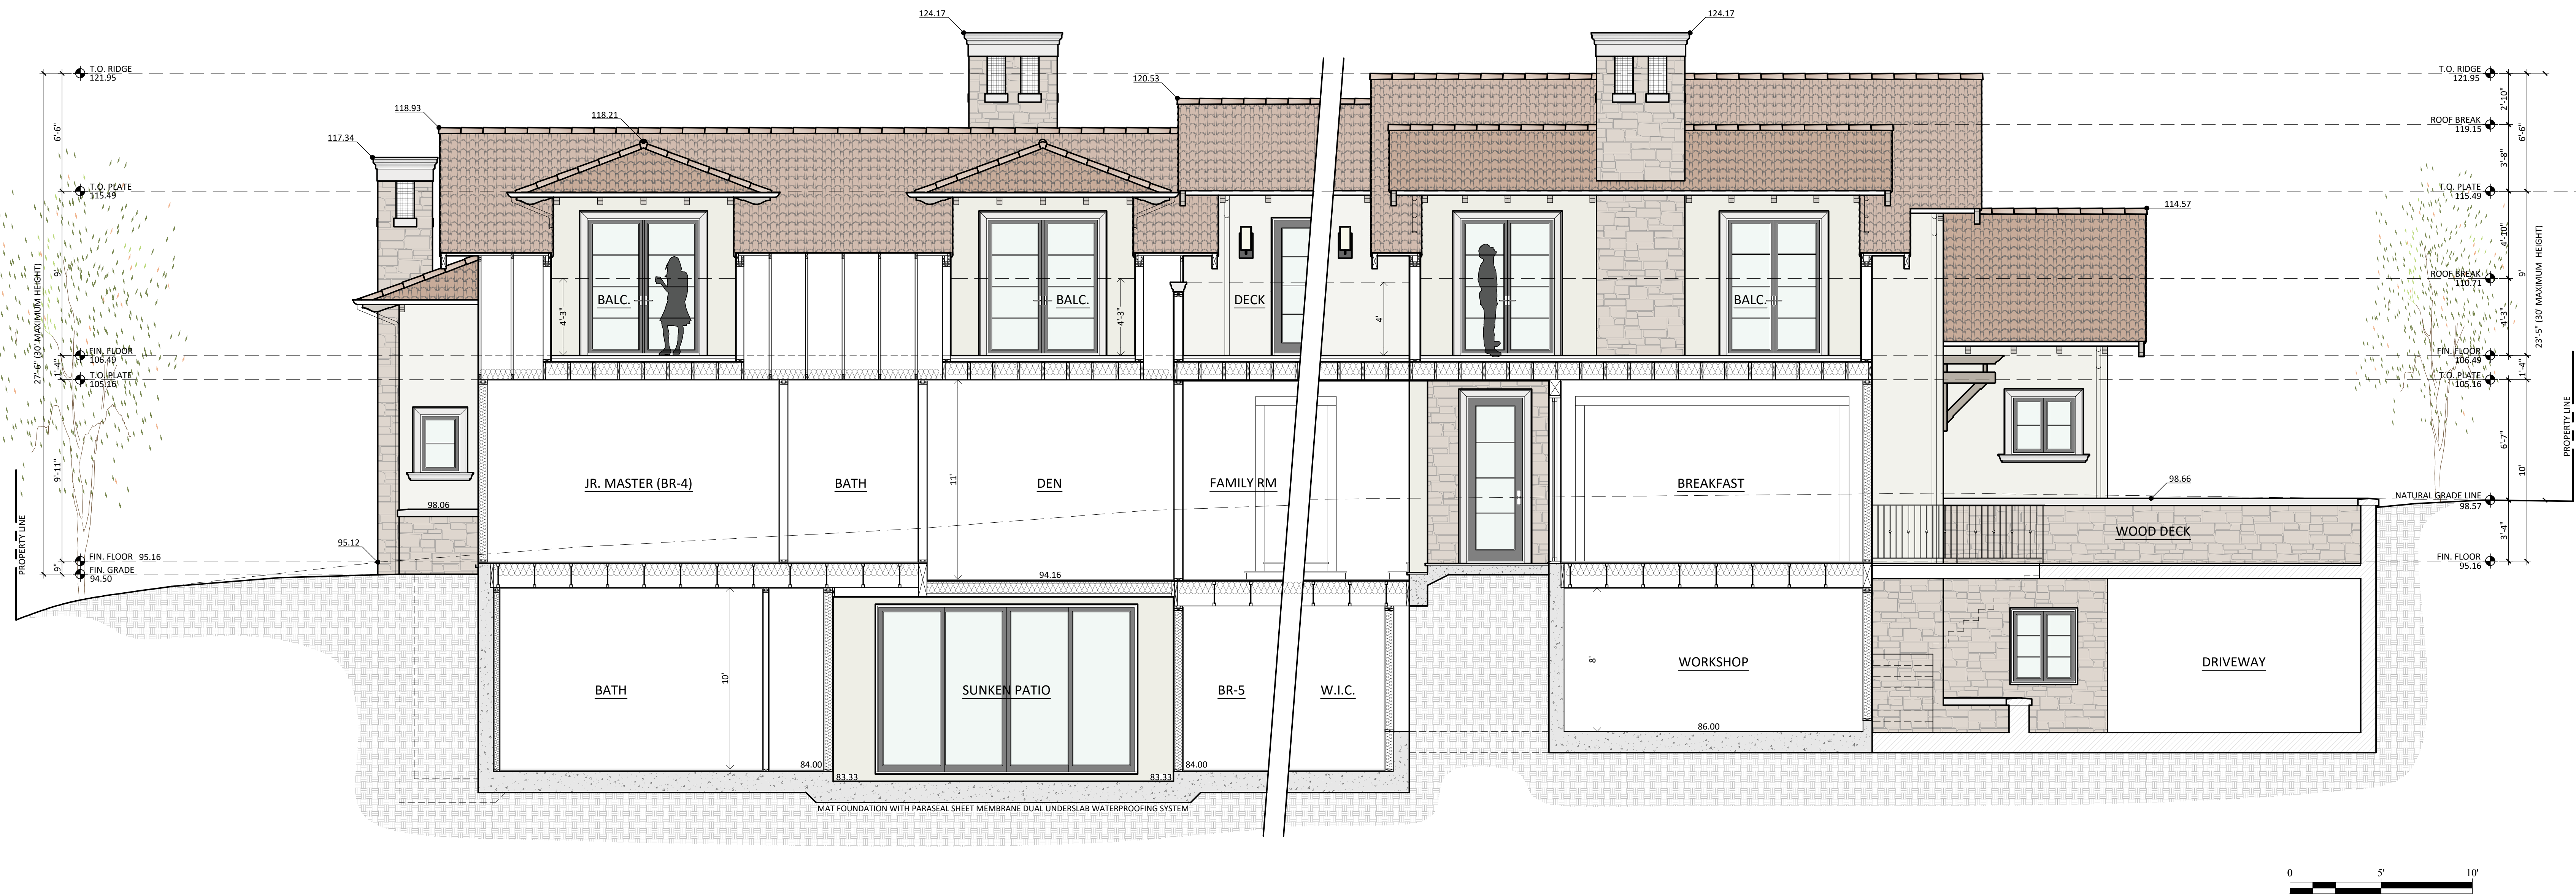 124.17
124.17
T.O. RIDGE
121.95
T.O. RIDGE
121.95
120.53
118.93
118.21
117.34
ROOF BREAK
119.15
T.O. PLATE
115.49
T.O. PLATE
115.49
114.57
6'-6"
9'
1'-4"
9'-11"
9"
27'-6" (30' MAXIMUM HEIGHT)
2'-10"
3'-8"
4'-10"
4'-3"
6'-7"
3'-4"
6'-6"
9'
1'-4"
10'
23'-5" (30' MAXIMUM HEIGHT)
ROOF BREAK
110.71
BALC.
BALC.
DECK
BALC.
4'-3"
4'-3"
4'
FIN. FLOOR
106.49
T.O. PLATE
105.16
FIN. FLOOR
106.49
T.O. PLATE
105.16
JR. MASTER (BR-4)
BATH
DEN
11'
FAMILY RM
BREAKFAST
98.06
98.66
NATURAL GRADE LINE
98.57
WOOD DECK
95.12
FIN. FLOOR 95.16
FIN. GRADE
94.50
FIN. FLOOR
95.16
94.16
PROPERTY LINE
PROPERTY LINE
BATH
10'
SUNKEN PATIO
BR-5
W.I.C.
8'
WORKSHOP
DRIVEWAY
86.00
84.00
83.33
83.33
84.00
MAT FOUNDATION WITH PARASEAL SHEET MEMBRANE DUAL UNDERSLAB WATERPROOFING SYSTEM
0 5' 10'